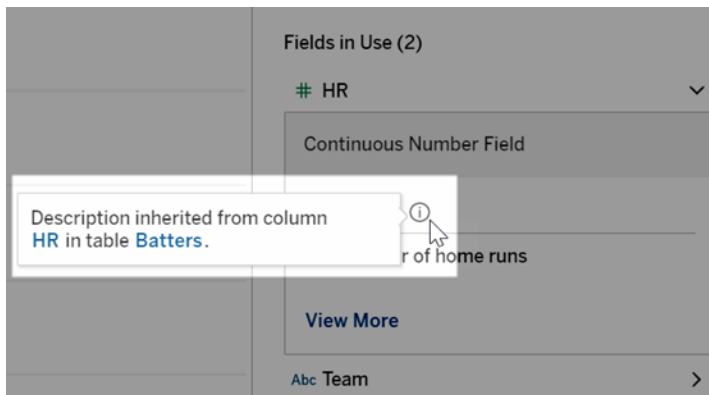 Fields in Use (2)
# HR
Continuous Number Field
Description inherited from column
HR in table Batters.
of home runs
View More
Abc Team